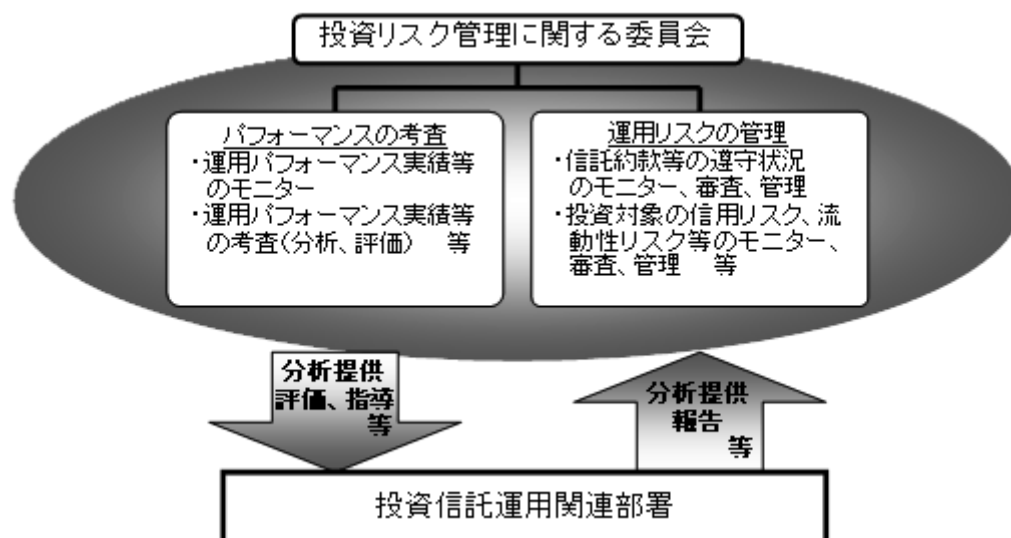 投資リスク管理に関する委員会
パフォーマンスの考査
・運用パフォーマンス実績等
のモニター
・運用パフォーマンス実績等
の考査(分析、評価) 等
運用リスクの管理
・信託約款等の遵守状況
のモニター、審査、管理
・投資対象の信用リスク、流
動性リスク等のモニター、
審査、管理 等
分析提供
評価、指導
等
分析提供
報告
等
投資信託運用関連部署